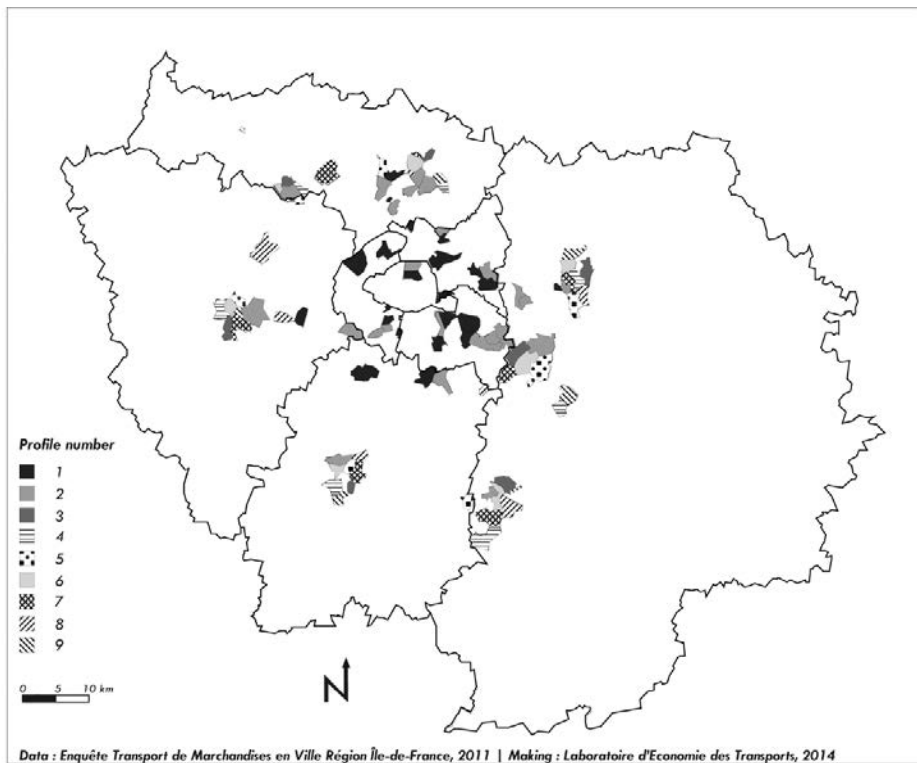 Profile number
1
2
3
4
5
6
7
8
9
0 5 10 km
N
Data : Enquête Transport de Marchandises en Ville Région Île-de-France, 2011 | Making : Laboratoire d'Economie des Transports, 2014